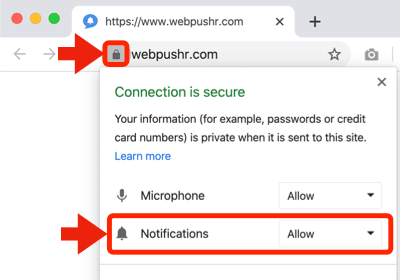 https://www.webpushr.com
webpushr.com
Connection is secure
Your information (for example, passwords or credit
card numbers) is private when it is sent to this site.
Learn more
Microphone Allow
Notifications Allow